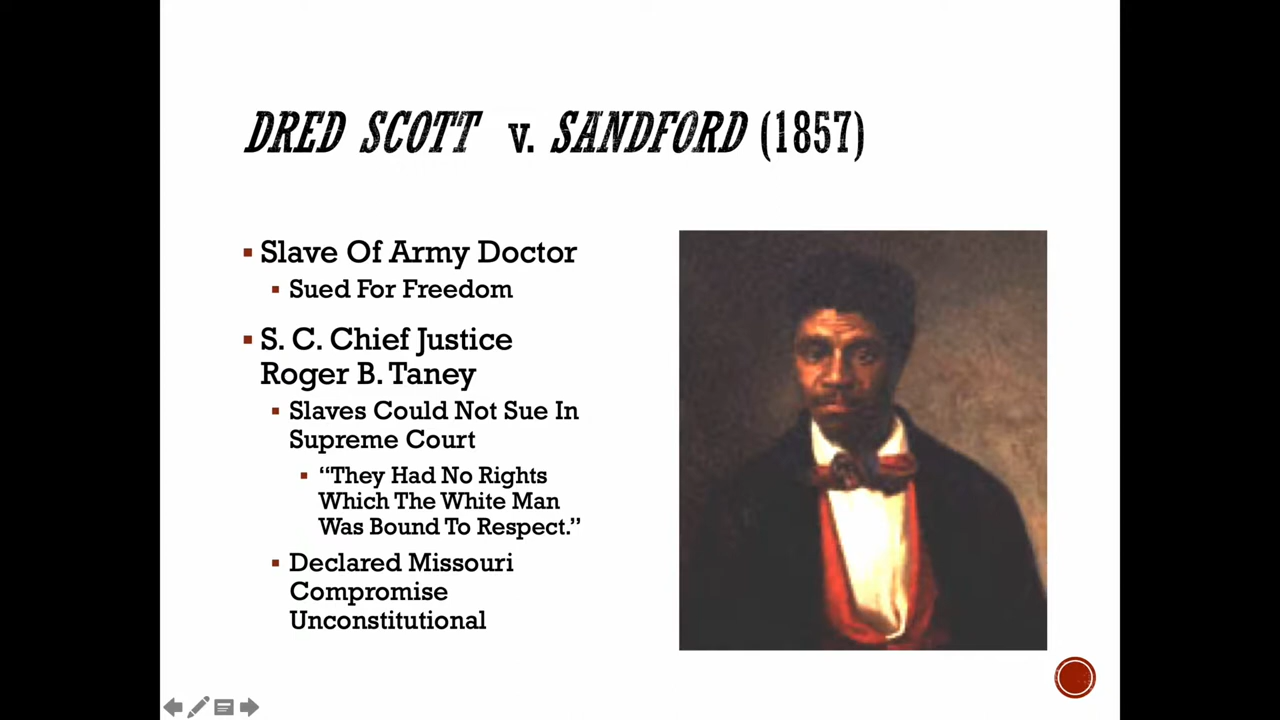 DRED SCOTT v. SANDFORD (1857)
▪ Slave Of Army Doctor
▪ Sued For Freedom
▪ S. C. Chief Justice
Roger B. Taney
▪ Slaves Could Not Sue In
Supreme Court
▪ “They Had No Rights
Which The White Man
Was Bound To Respect.”
▪ Declared Missouri
Compromise
Unconstitutional